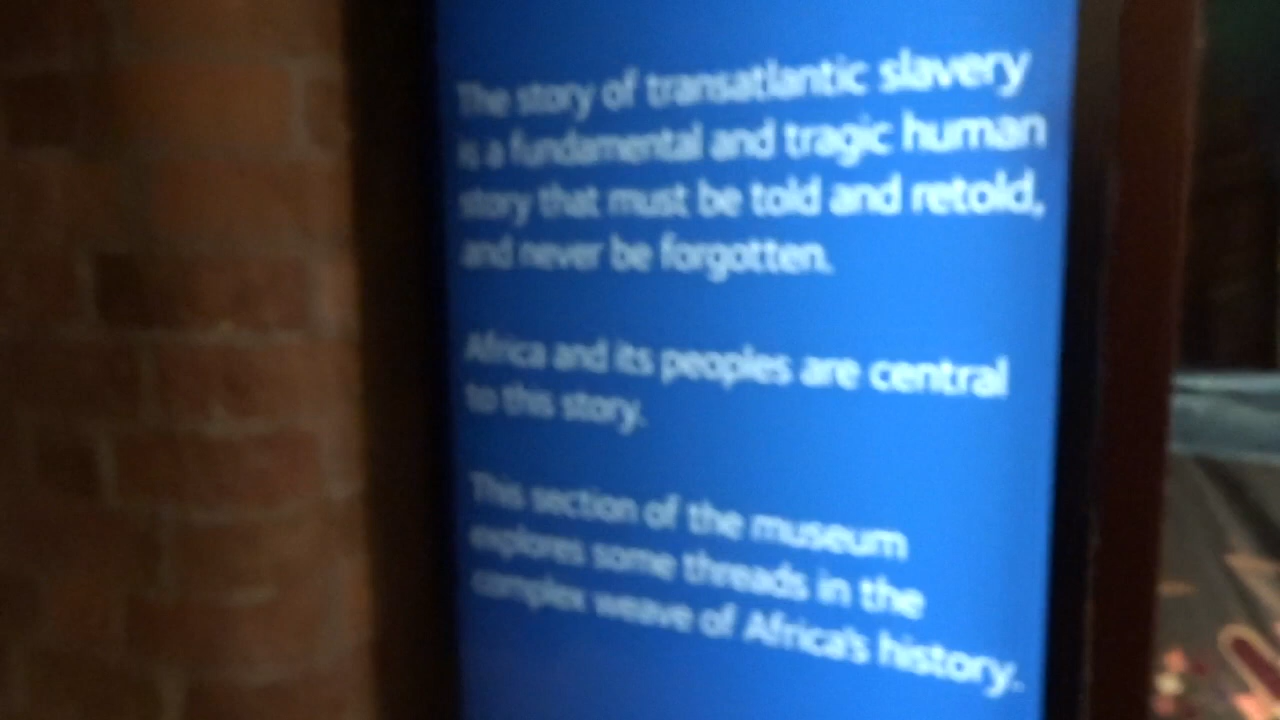 The story of transatlantic slavery
is a fundamental and tragic human
story that must be told and retold,
and never be forgotten.
Africa and its peoples are central
to this story.
This section of the museum
explores some threads in the
complex weave of Africa's history.